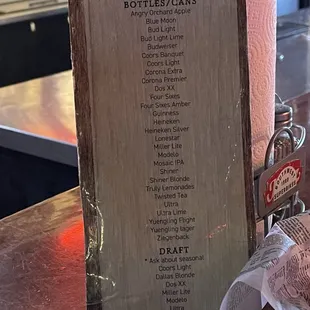 BOTTLES/CANS
Angry Orchard Apple
Blue Moon
Bud Light
Bud Light Lime
Budweiser
Coors Banquet
Coors Light
Corona Extra
Corona Premier
Dos XX
Four Sixes
Four Sixes Amber
Guinness
Heineken
Heineken Silver
Lonestar
Miller Lite
Modelo
Mosaic IPA
Shiner
Shiner Blonde
Truly Lemonades
Twisted Tea
Ultra
Ultra Lime
Yuengling Flight
Yuengling lager
Ziegenbock
DRAFT
* Ask about seasonal
Coors Light
Dallas Blonde
Dos XX
Miller Lite
Modelo